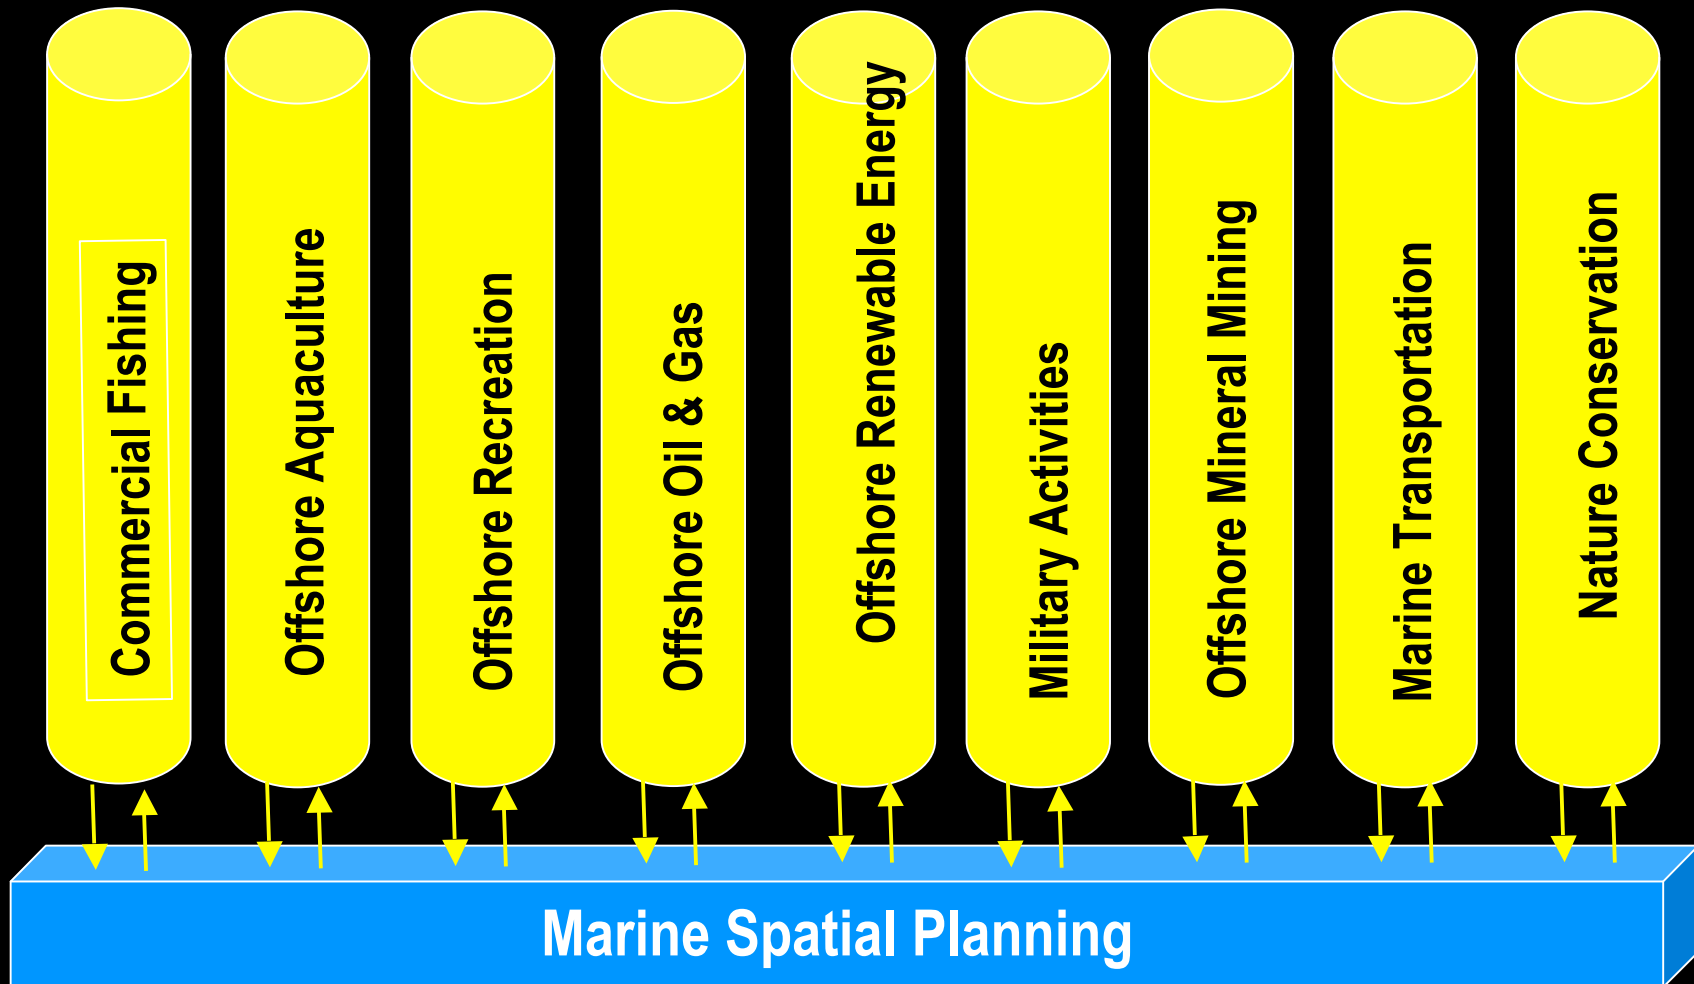 Commercial Fishing
Offshore Aquaculture
Offshore Recreation
Offshore Oil & Gas
Offshore Renewable Energy
Military Activities
Offshore Mineral Mining
Marine Transportation
Nature Conservation
Marine Spatial Planning